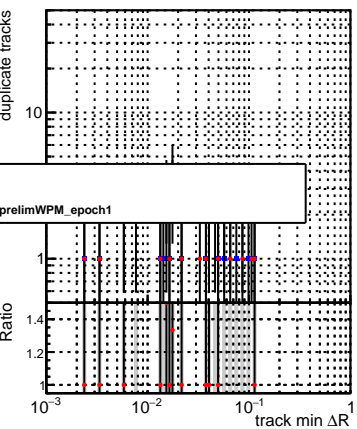 duplicate tracks
10
prelimWPM_epoch1
1
Ratio
1.4
1.2
1
10−3 10−2 10−1 1
track min ΔR